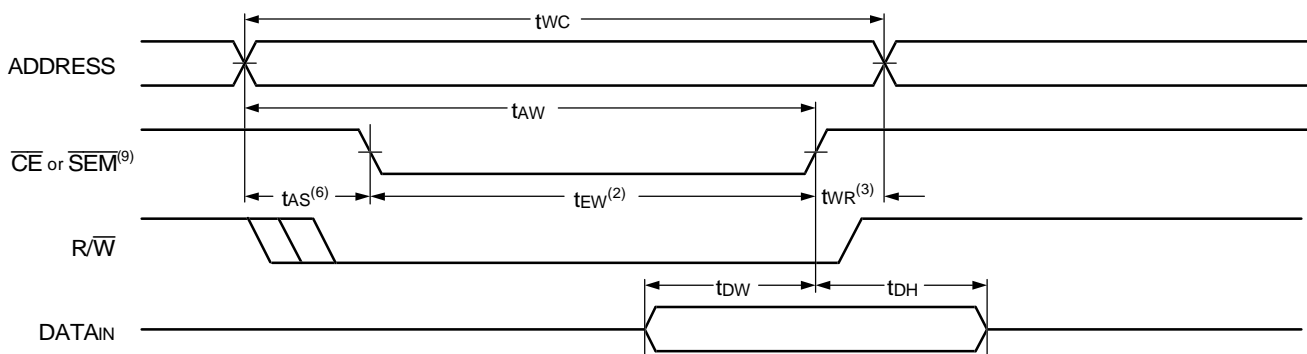 tWC
ADDRESS
tAW
CE or SEM(9)
tAS(6) tEW(2) tWR(3)
R/W
tDW tDH
DATAIN